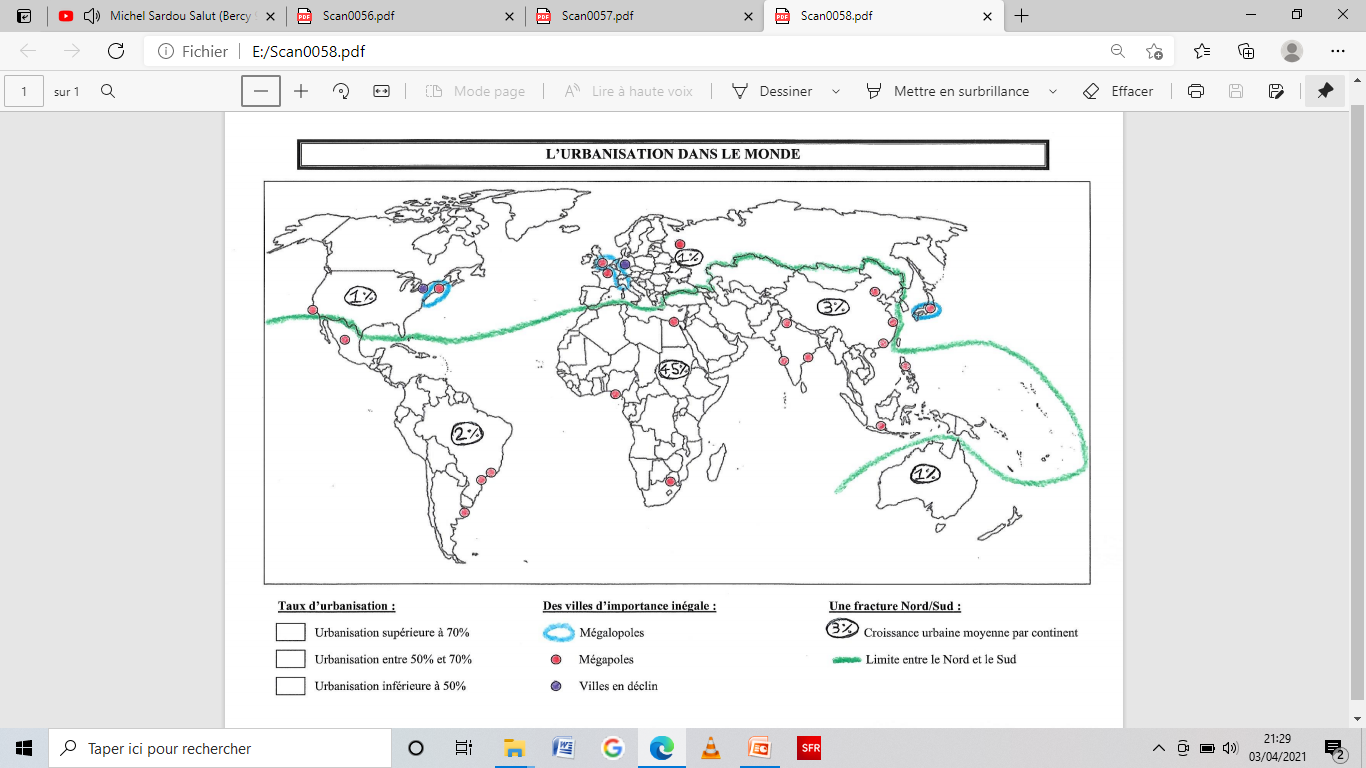 Michel Sardou Salut (Bercy
Scan0056.pdf
Scan0057.pdf
Scan0058.pdf
Fichier
E:/Scan0058.pdf
1
sur 1
Mode page
Lire à haute voix
Dessiner
Mettre en surbrillance
Effacer
L'URBANISATION DANS LE MONDE
1%
1%
3%
4,5%
2%
1%
Taux d'urbanisation :
Urbanisation supérieure à 70%
Urbanisation entre 50% et 70%
Urbanisation inférieure à 50%
Des villes d'importance inégale :
Mégalopoles
Mégapoles
Villes en déclin
Une fracture Nord/Sud :
3% Croissance urbaine moyenne par continent
Limite entre le Nord et le Sud
Taper ici pour rechercher
SFR
21:29
03/04/2021
2